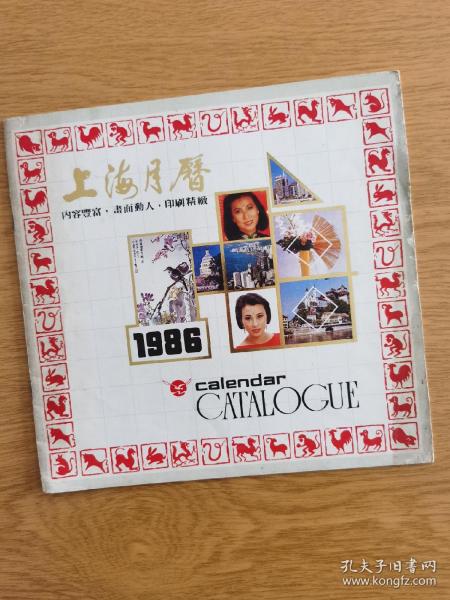 上海月曆
內容豐富·畫面動人·印刷精緻
1986
calendar
CATALOGUE
孔夫子旧书网
www.kongfz.com